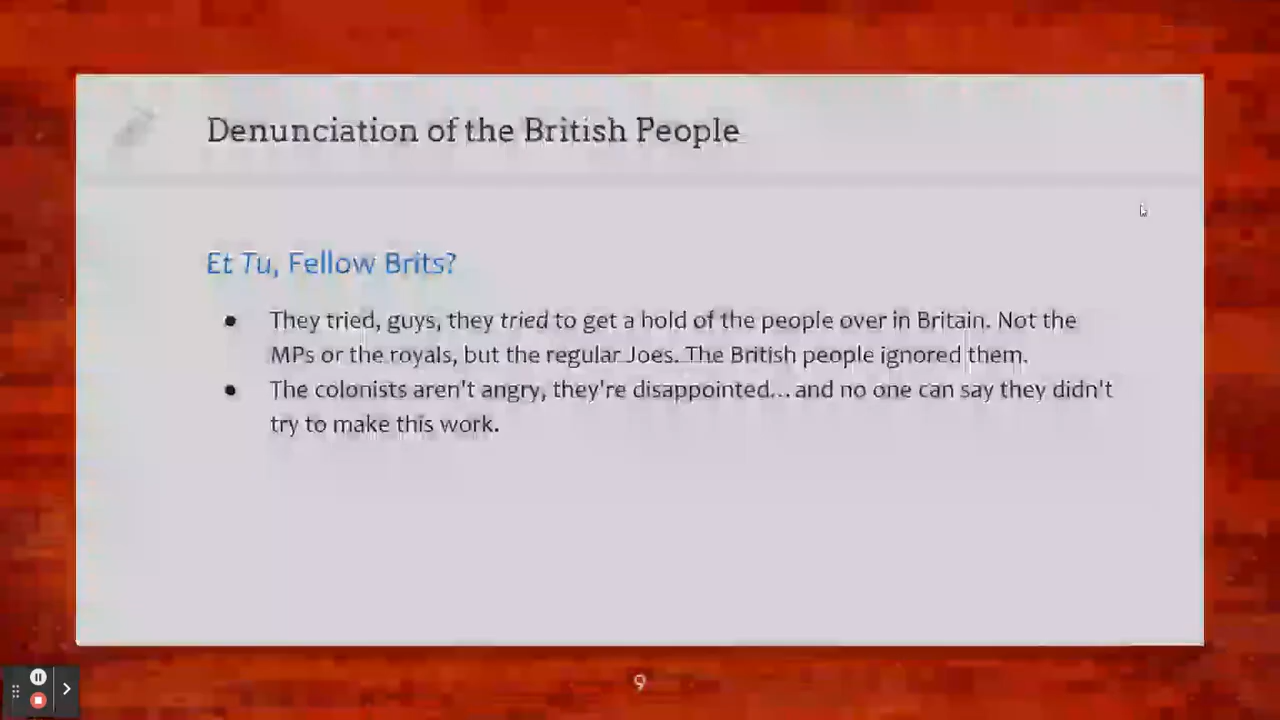 Denunciation of the British People
Et Tu, Fellow Brits?
● They tried, guys, they tried to get a hold of the people over in Britain. Not the
MPs or the royals, but the regular Joes. The British people ignored them.
● The colonists aren't angry, they're disappointed... and no one can say they didn't
try to make this work.
9